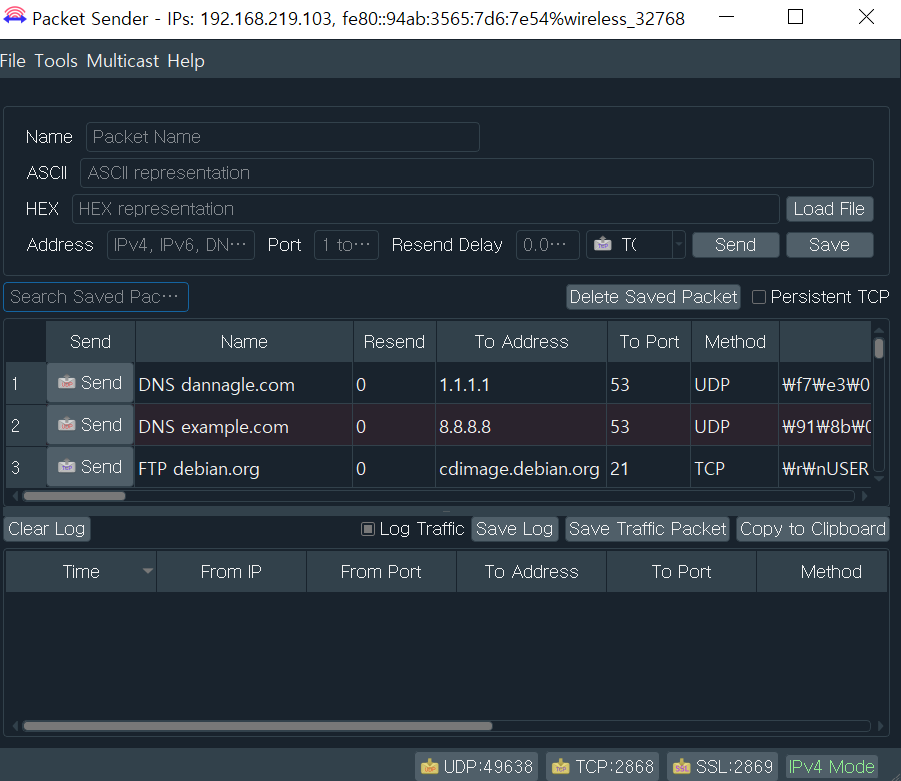 Packet Sender - IPs: 192.168.219.103, fe80::94ab:3565:7d6:7e54%wireless_32768
File Tools Multicast Help
Name Packet Name
ASCII ASCII representation
HEX HEX representation Load File
Address IPv4, IPv6, DN··· Port 1 to··· Resend Delay 0.0··· TC Send Save
Search Saved Pac··· Delete Saved Packet Persistent TCP
Send Name Resend To Address To Port Method
1 Send DNS dannagle.com 0 1.1.1.1 53 UDP ₩f7₩e3₩0
2 Send DNS example.com 0 8.8.8.8 53 UDP ₩91₩8b₩0
3 Send FTP debian.org 0 cdimage.debian.org 21 TCP ₩r₩nUSER
Clear Log Log Traffic Save Log Save Traffic Packet Copy to Clipboard
Time From IP From Port To Address To Port Method
UDP:49638 TCP:2868 SSL:2869 IPv4 Mode